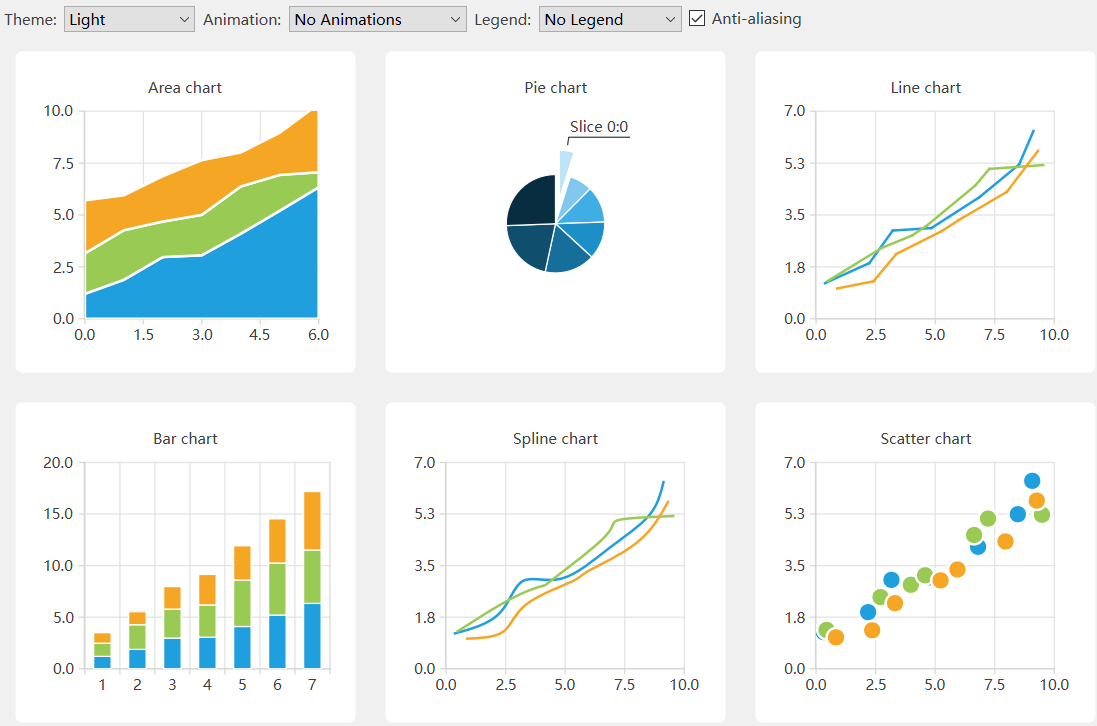 Theme: Light Animation: No Animations Legend: No Legend Anti-aliasing
Area chart
10.0
7.5
5.0
2.5
0.0
0.0 1.5 3.0 4.5 6.0
Pie chart
Slice 0:0
Line chart
7.0
5.3
3.5
1.8
0.0
0.0 2.5 5.0 7.5 10.0
Bar chart
20.0
15.0
10.0
5.0
0.0
1 2 3 4 5 6 7
Spline chart
7.0
5.3
3.5
1.8
0.0
0.0 2.5 5.0 7.5 10.0
Scatter chart
7.0
5.3
3.5
1.8
0.0
0.0 2.5 5.0 7.5 10.0